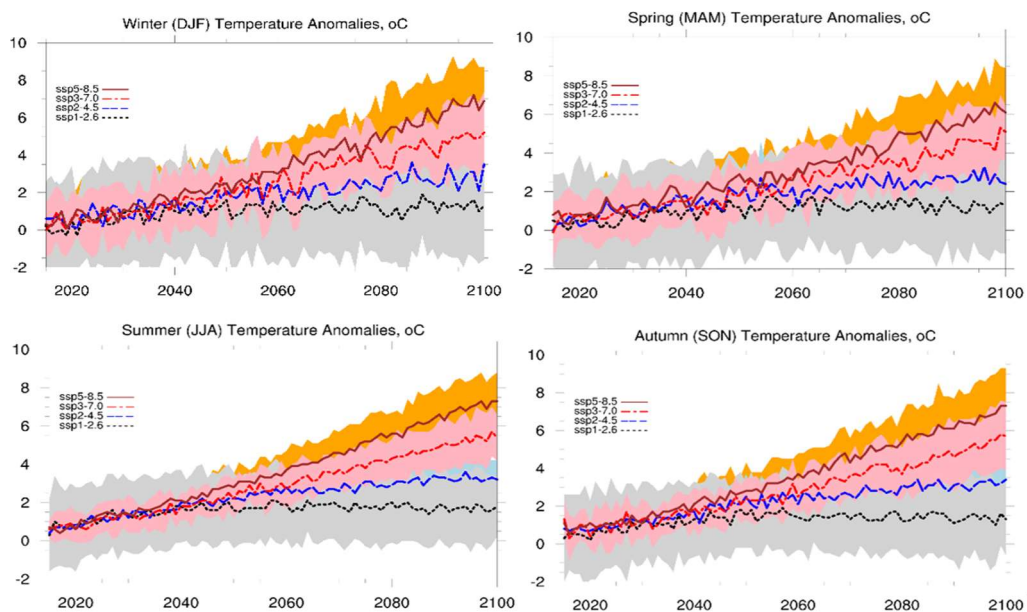 Winter (DJF) Temperature Anomalies, oC
10
8
6
4
2
0
-2
ssp5-8.5
ssp3-7.0
ssp2-4.5
ssp1-2.6
2020 2040 2060 2080 2100
Spring (MAM) Temperature Anomalies, oC
10
8
6
4
2
0
-2
ssp5-8.5
ssp3-7.0
ssp2-4.5
ssp1-2.6
2020 2040 2060 2080 2100
Summer (JJA) Temperature Anomalies, oC
10
8
6
4
2
0
-2
ssp5-8.5
ssp3-7.0
ssp2-4.5
ssp1-2.6
2020 2040 2060 2080 2100
Autumn (SON) Temperature Anomalies, oC
10
8
6
4
2
0
-2
ssp5-8.5
ssp3-7.0
ssp2-4.5
ssp1-2.6
2020 2040 2060 2080 2100